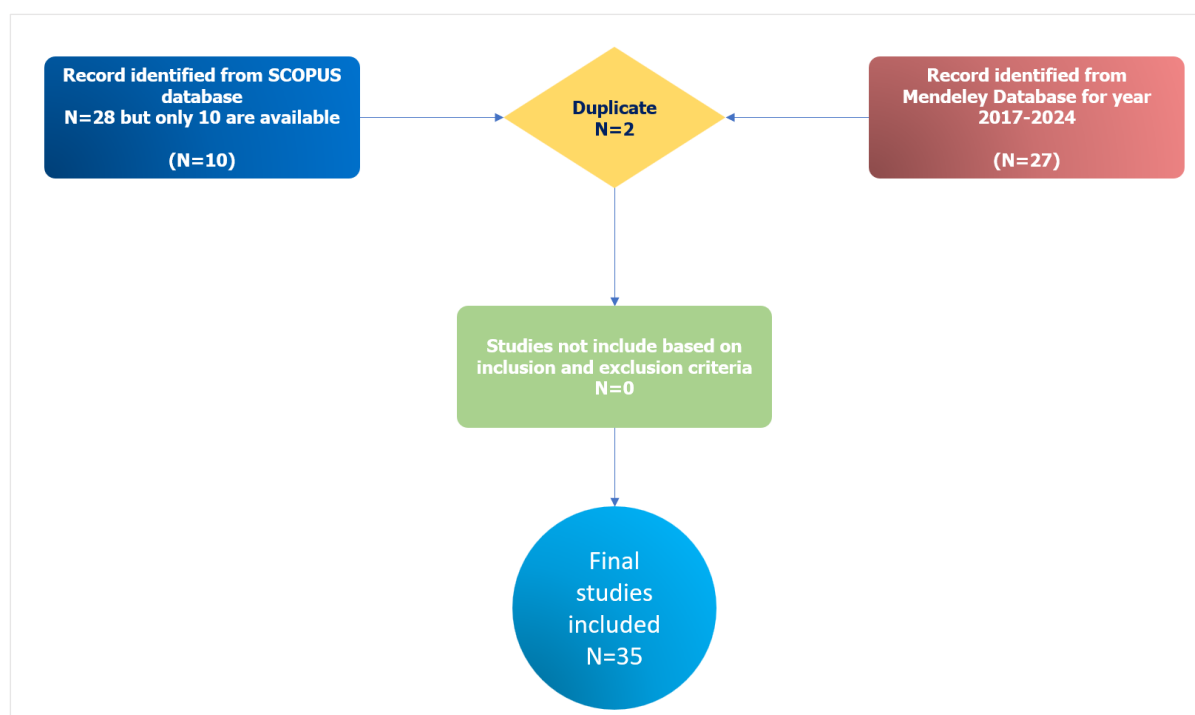 Record identified from SCOPUS
database
N=28 but only 10 are available
(N=10)
Duplicate
N=2
Record identified from
Mendeley Database for year
2017-2024
(N=27)
Studies not include based on
inclusion and exclusion criteria
N=0
Final
studies
included
N=35